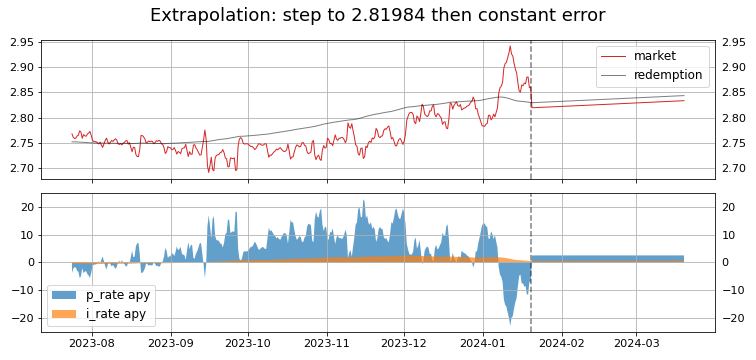 Extrapolation: step to 2.81984 then constant error
2.95 2.95
2.90 2.90
2.85 2.85
2.80 2.80
2.75 2.75
2.70 2.70
market
redemption
20 20
10 10
0 0
−10 −10
−20 −20
p_rate apy
i_rate apy
2023-08 2023-09 2023-10 2023-11 2023-12 2024-01 2024-02 2024-03